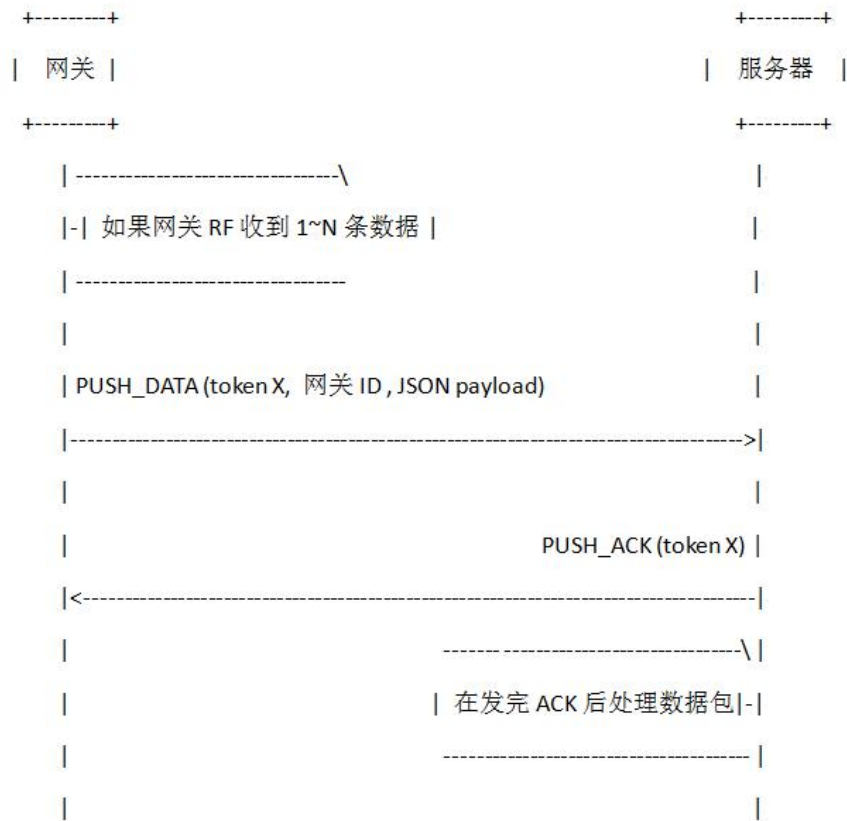 +---------+ +---------+
| 网关 | | 服务器 |
+---------+ +---------+
| ---------------------------------\ |
|-| 如果网关 RF 收到 1~N 条数据 | |
| --------------------------------- |
| |
| PUSH_DATA (token X, 网关 ID , JSON payload) |
|-------------------------------------------------------------------------------->|
| |
| PUSH_ACK (token X) |
|<--------------------------------------------------------------------------------|
| ------- ------------------------------\ |
| | 在发完 ACK 后处理数据包|-|
| -------------------------------------- |
| |